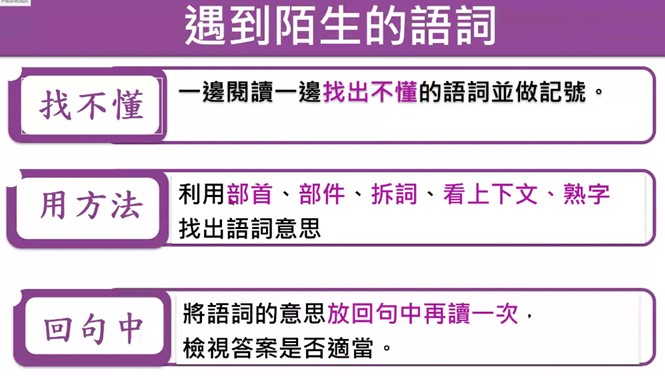 遇到陌生的語詞
找不懂
一邊閱讀一邊找出不懂的語詞並做記號。
用方法
利用部首、部件、拆詞、看上下文、熟字
找出語詞意思
回句中
將語詞的意思放回句中再讀一次，
檢視答案是否適當。